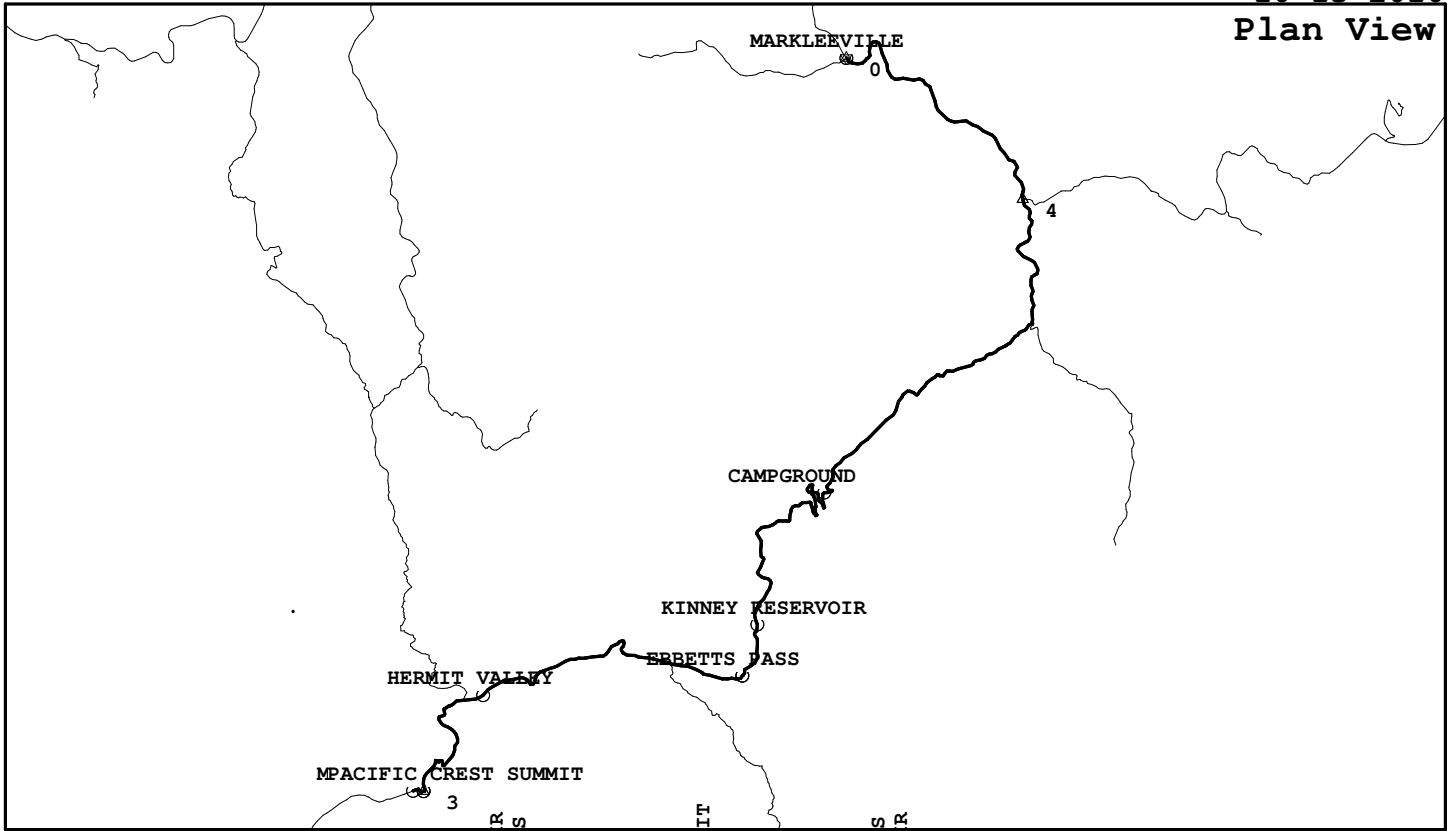 Plan View
MARKLEEVILLE
0
4
CAMPGROUND
KINNEY RESERVOIR
EBBETTS PASS
HERMIT VALLEY
MPACIFIC CREST SUMMIT
3